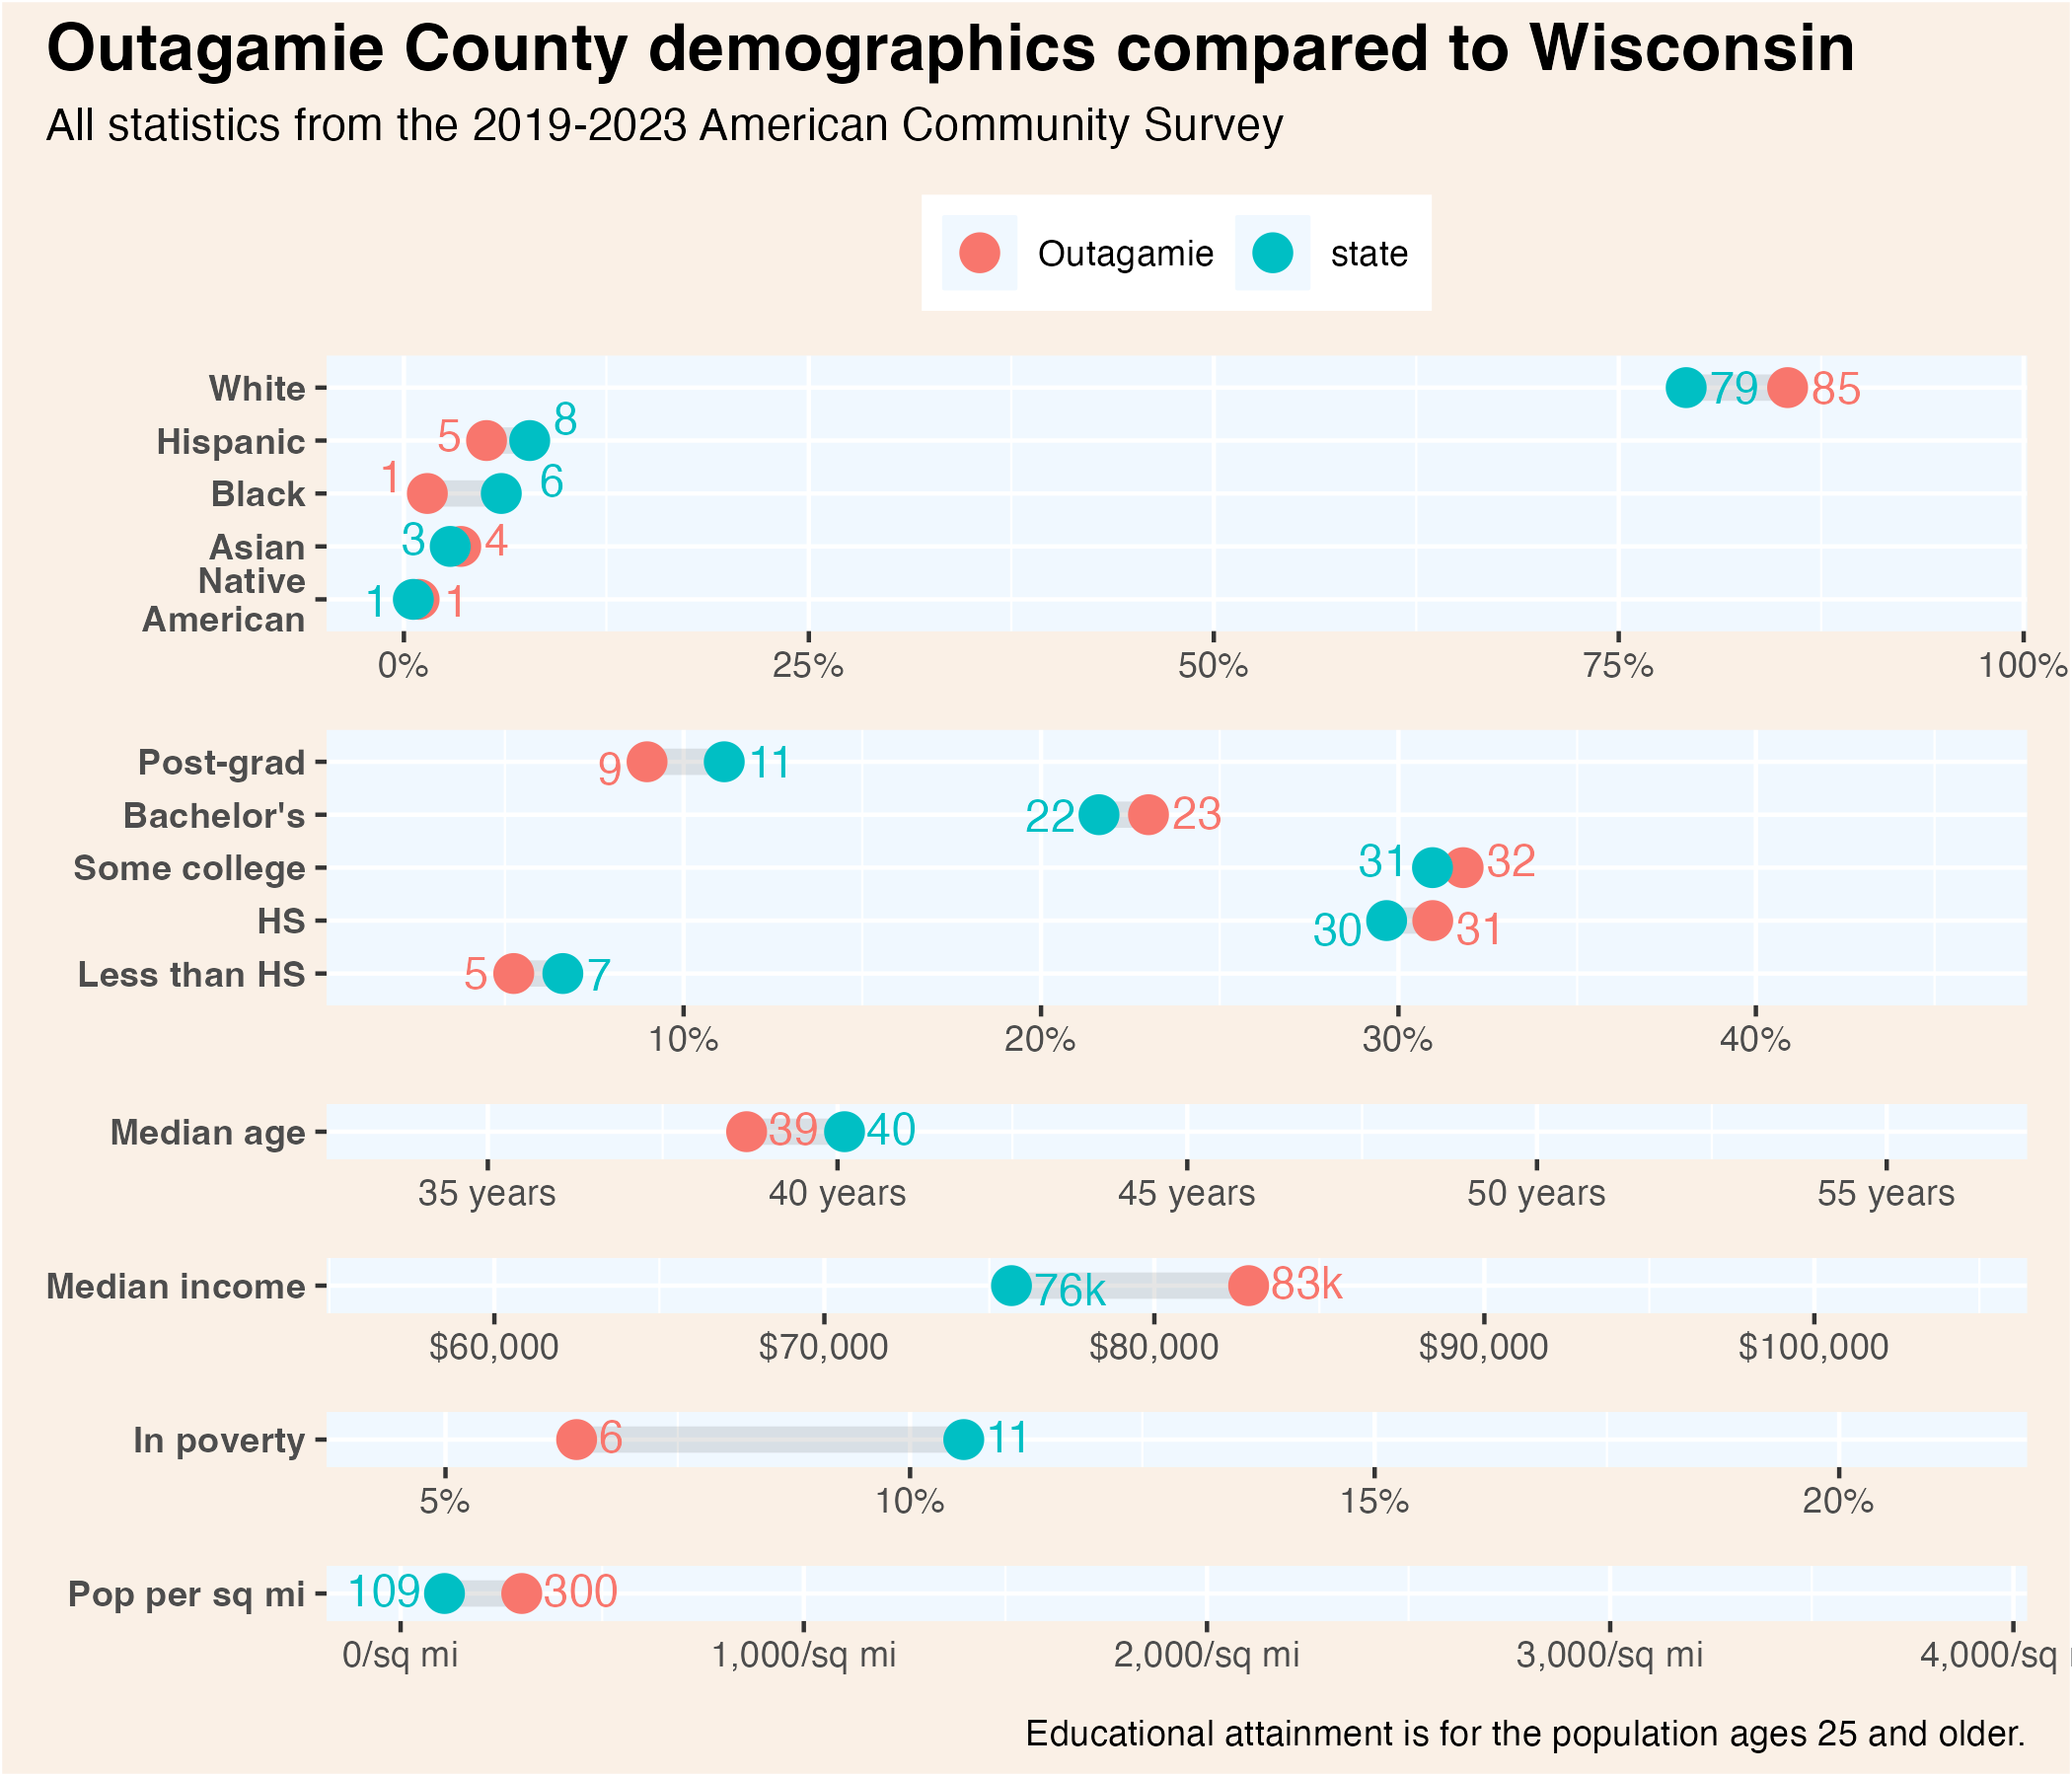 Outagamie County demographics compared to Wisconsin
All statistics from the 2019-2023 American Community Survey
Outagamie state
White 79 85
Hispanic 5 8
Black 1 6
Asian 3 4
Native
American 1 1
0% 25% 50% 75% 100%
Post-grad 9 11
Bachelor's 22 23
Some college 31 32
HS 30 31
Less than HS 5 7
10% 20% 30% 40%
Median age 39 40
35 years 40 years 45 years 50 years 55 years
Median income 76k 83k
$60,000 $70,000 $80,000 $90,000 $100,000
In poverty 6 11
5% 10% 15% 20%
Pop per sq mi 109 300
0/sq mi 1,000/sq mi 2,000/sq mi 3,000/sq mi 4,000/sq
Educational attainment is for the population ages 25 and older.